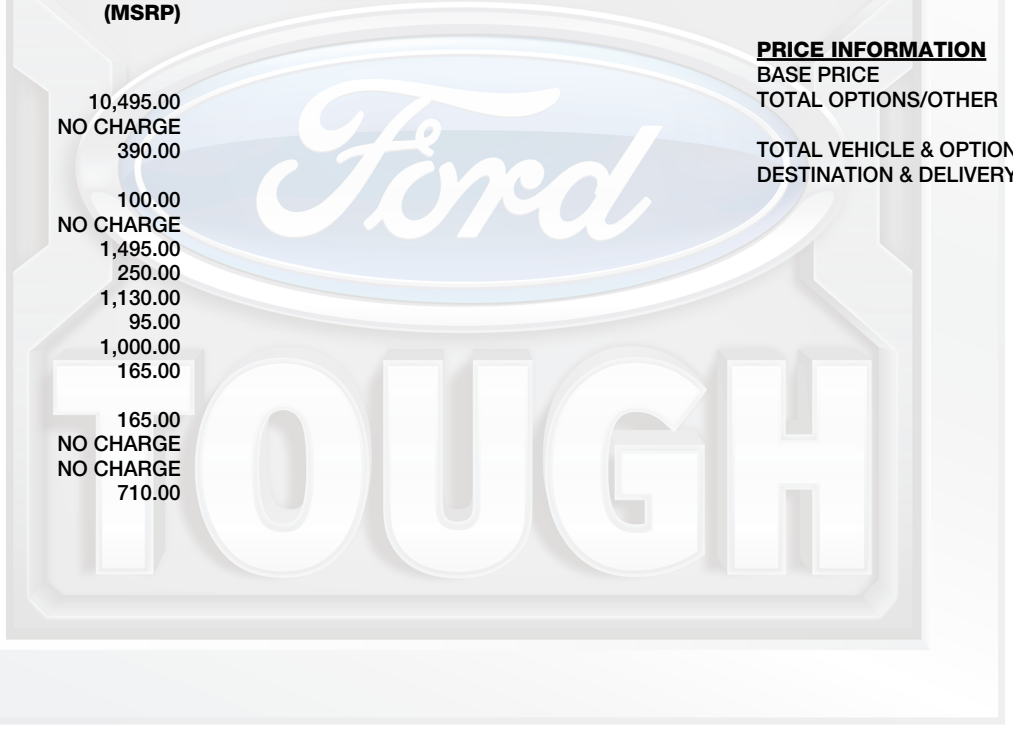 (MSRP)
10,495.00
NO CHARGE
390.00
100.00
NO CHARGE
1,495.00
250.00
1,130.00
95.00
1,000.00
165.00
165.00
NO CHARGE
NO CHARGE
710.00
PRICE INFORMATION
BASE PRICE
TOTAL OPTIONS/OTHER
TOTAL VEHICLE & OPTION
DESTINATION & DELIVERY
Ford
TOUGH